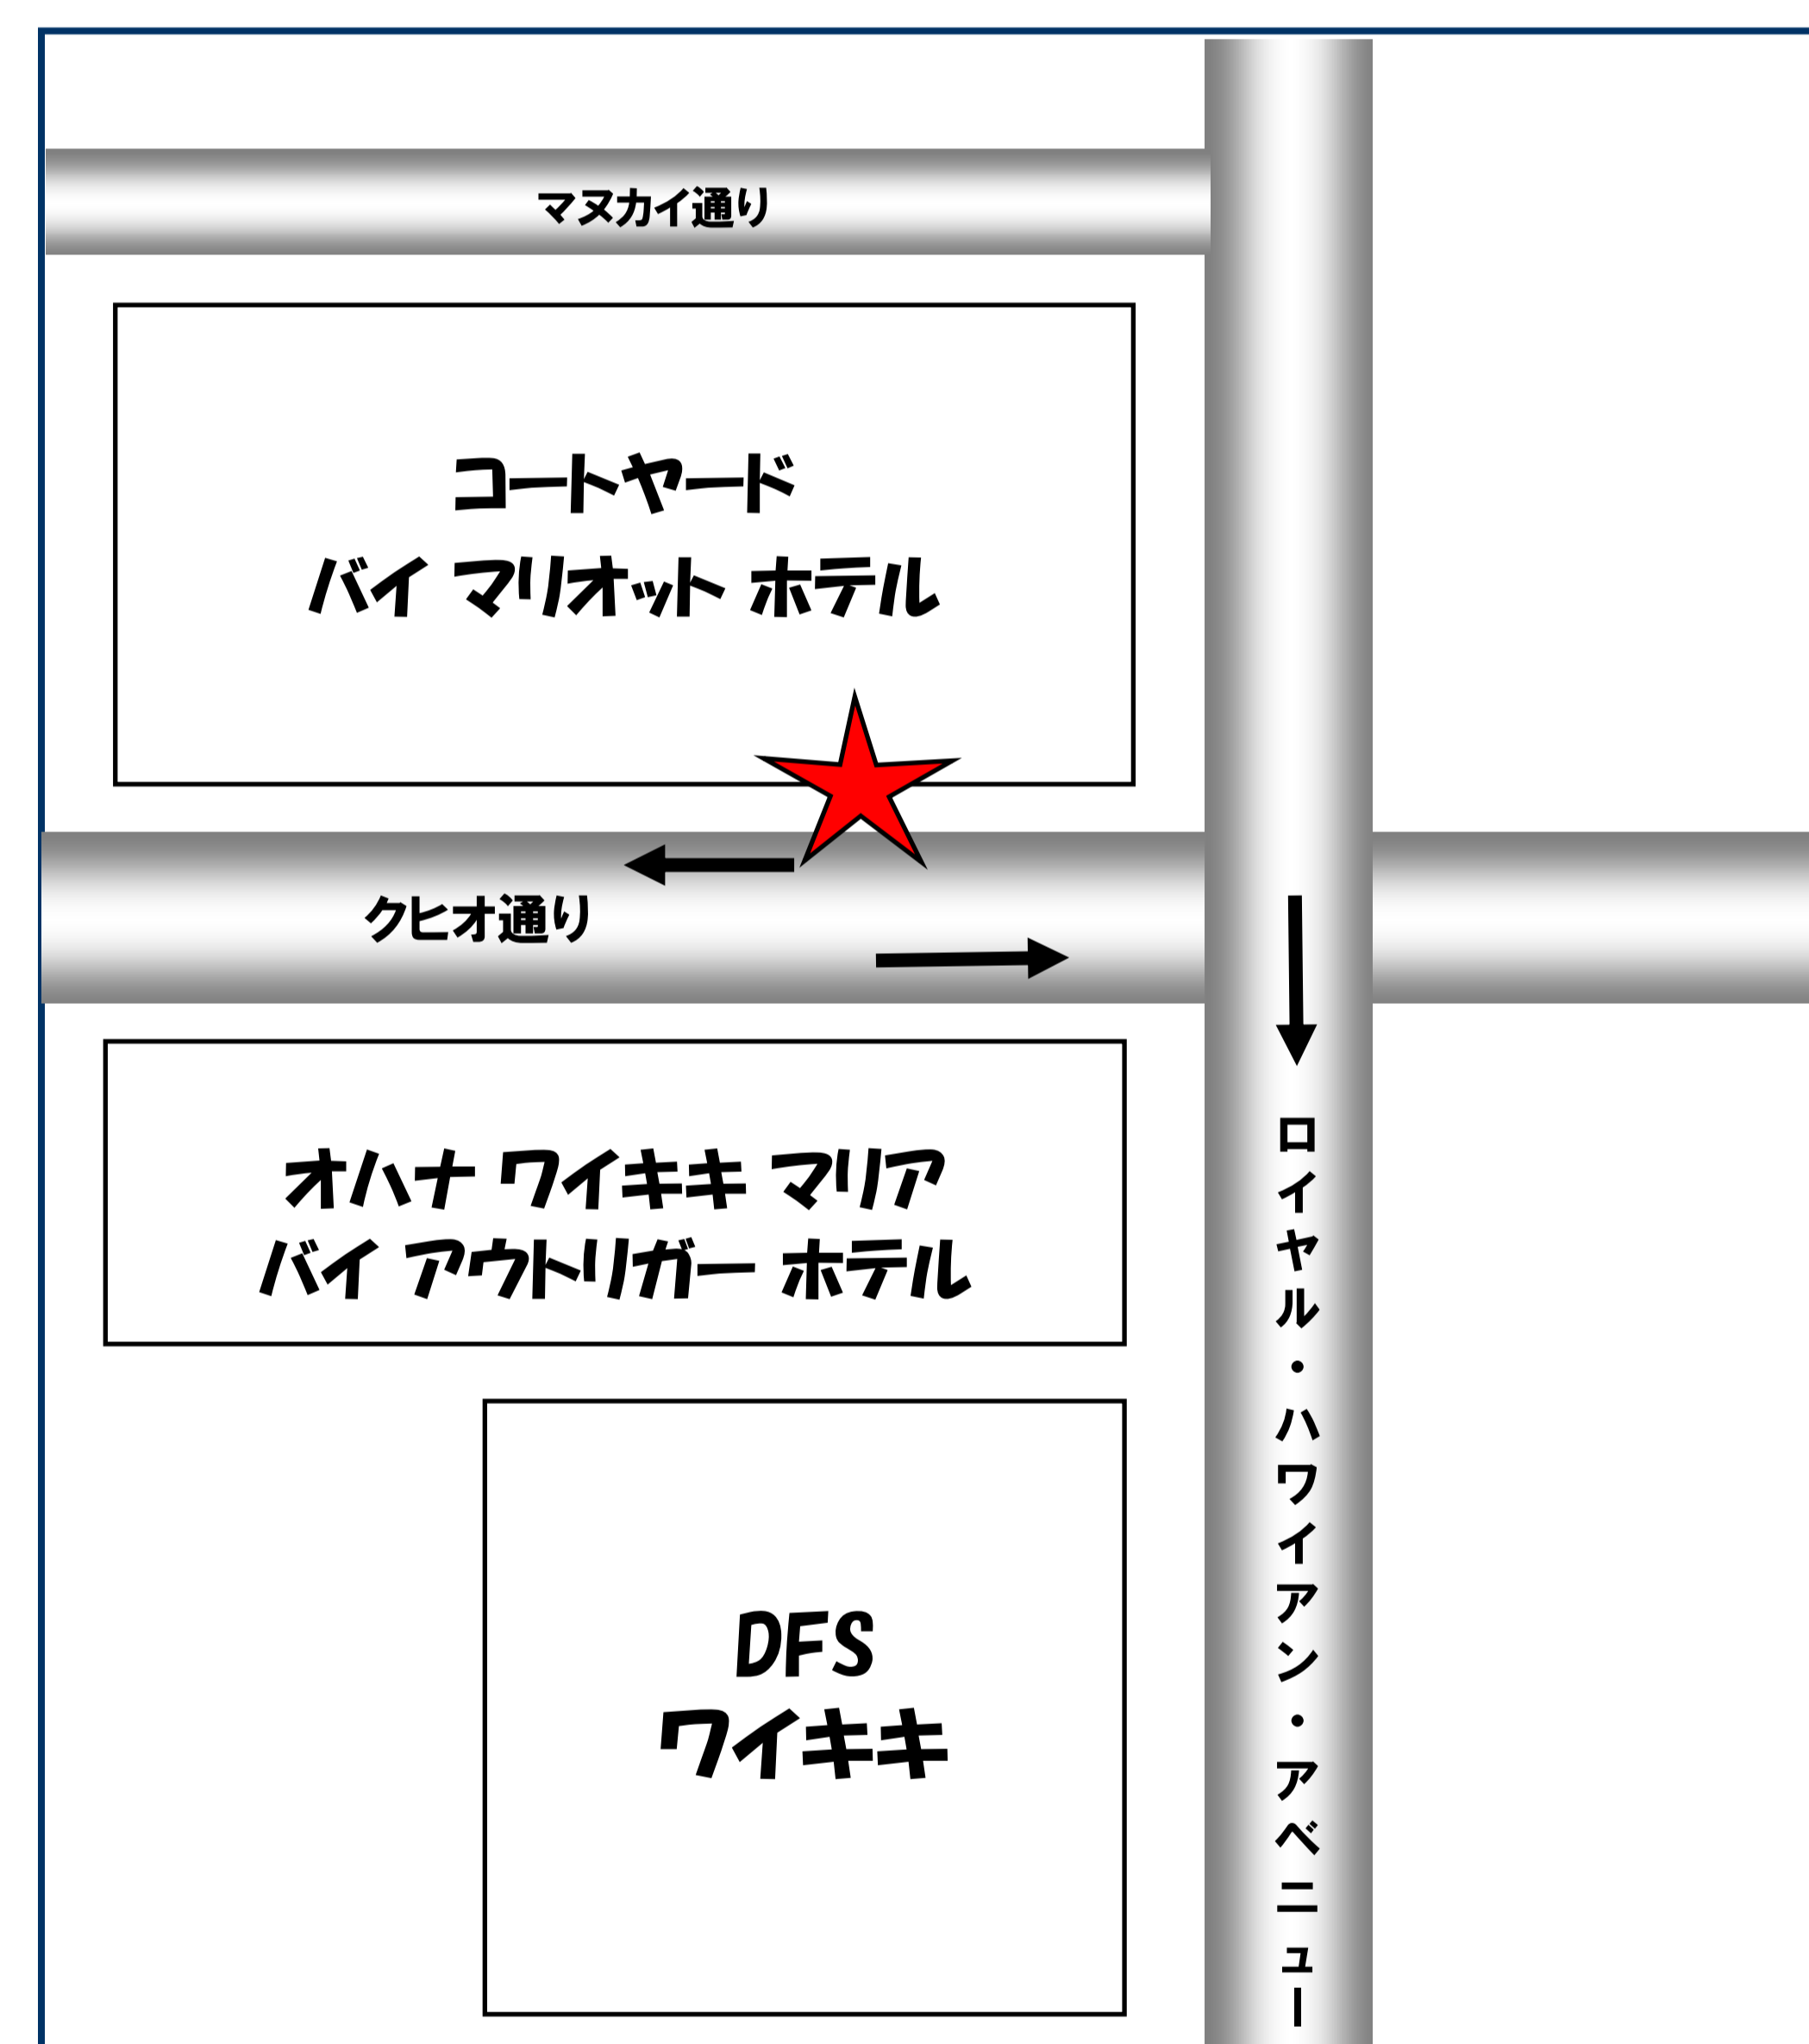 マヌカイ通り
コートヤード
バイ マリオット ホテル
クヒオ通り
オハナ ワイキキ マリア
バイ アウトリガー ホテル
DFS
ワイキキ
ロイヤル・ハワイアン・アベニュー